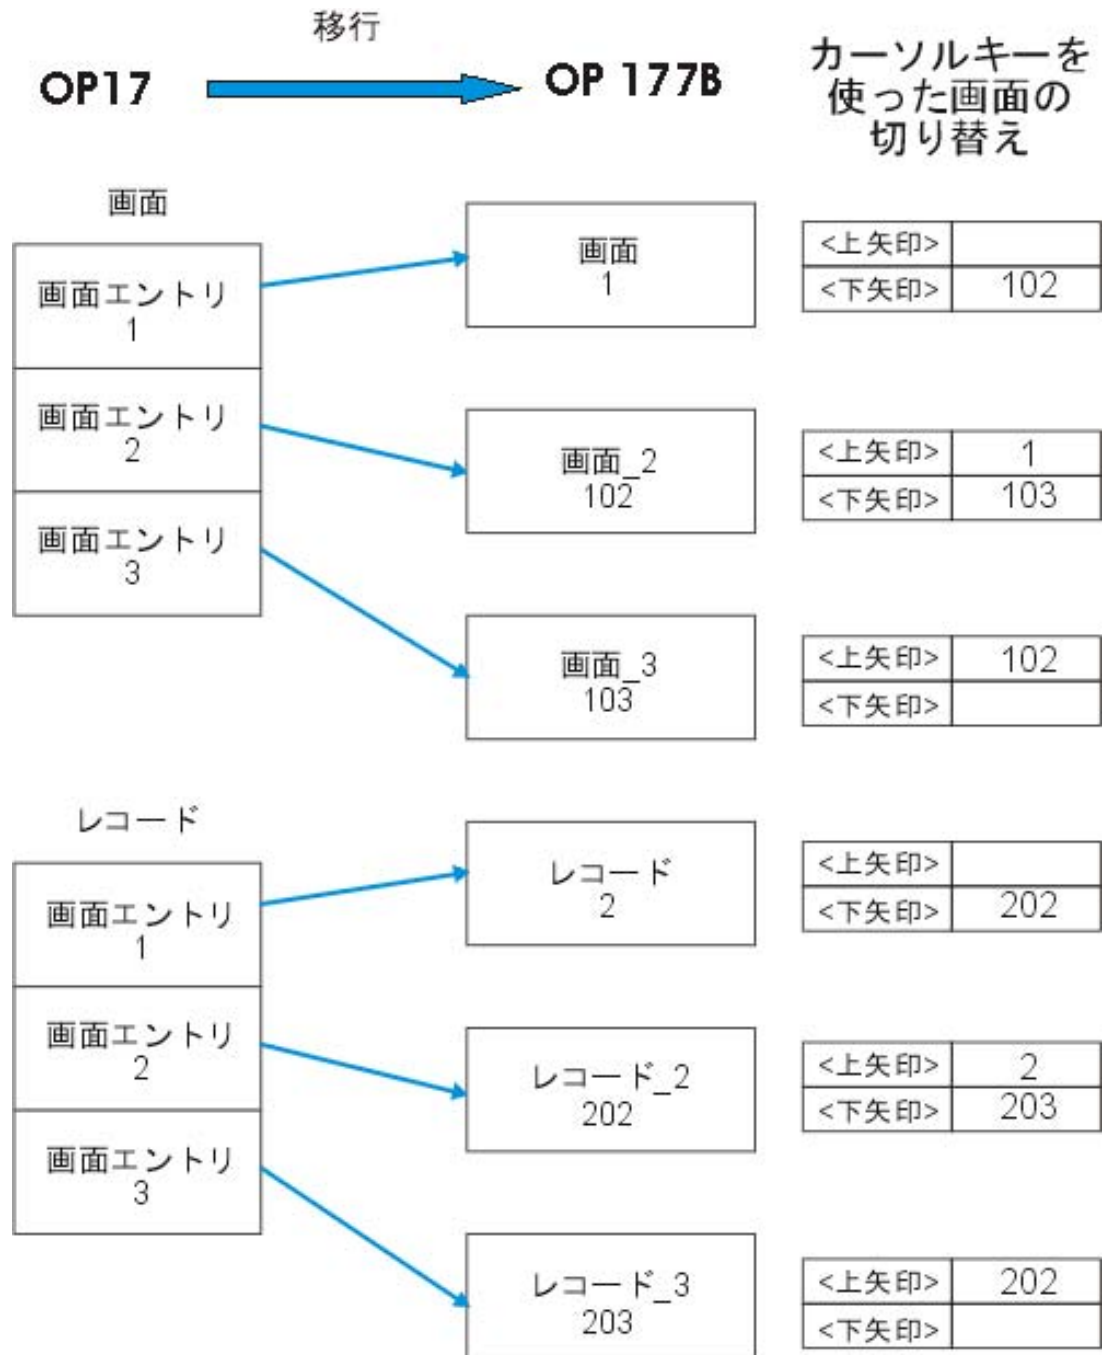 移行
OP17
OP 177B
カーソルキーを
使った画面の
切り替え
画面
画面エントリ
1
画面エントリ
2
画面エントリ
3
画面
1
<上矢印>
<下矢印> 102
画面_2
102
<上矢印> 1
<下矢印> 103
画面_3
103
<上矢印> 102
<下矢印>
レコード
画面エントリ
1
画面エントリ
2
画面エントリ
3
レコード
2
<上矢印>
<下矢印> 202
レコード_2
202
<上矢印> 2
<下矢印> 203
レコード_3
203
<上矢印> 202
<下矢印>